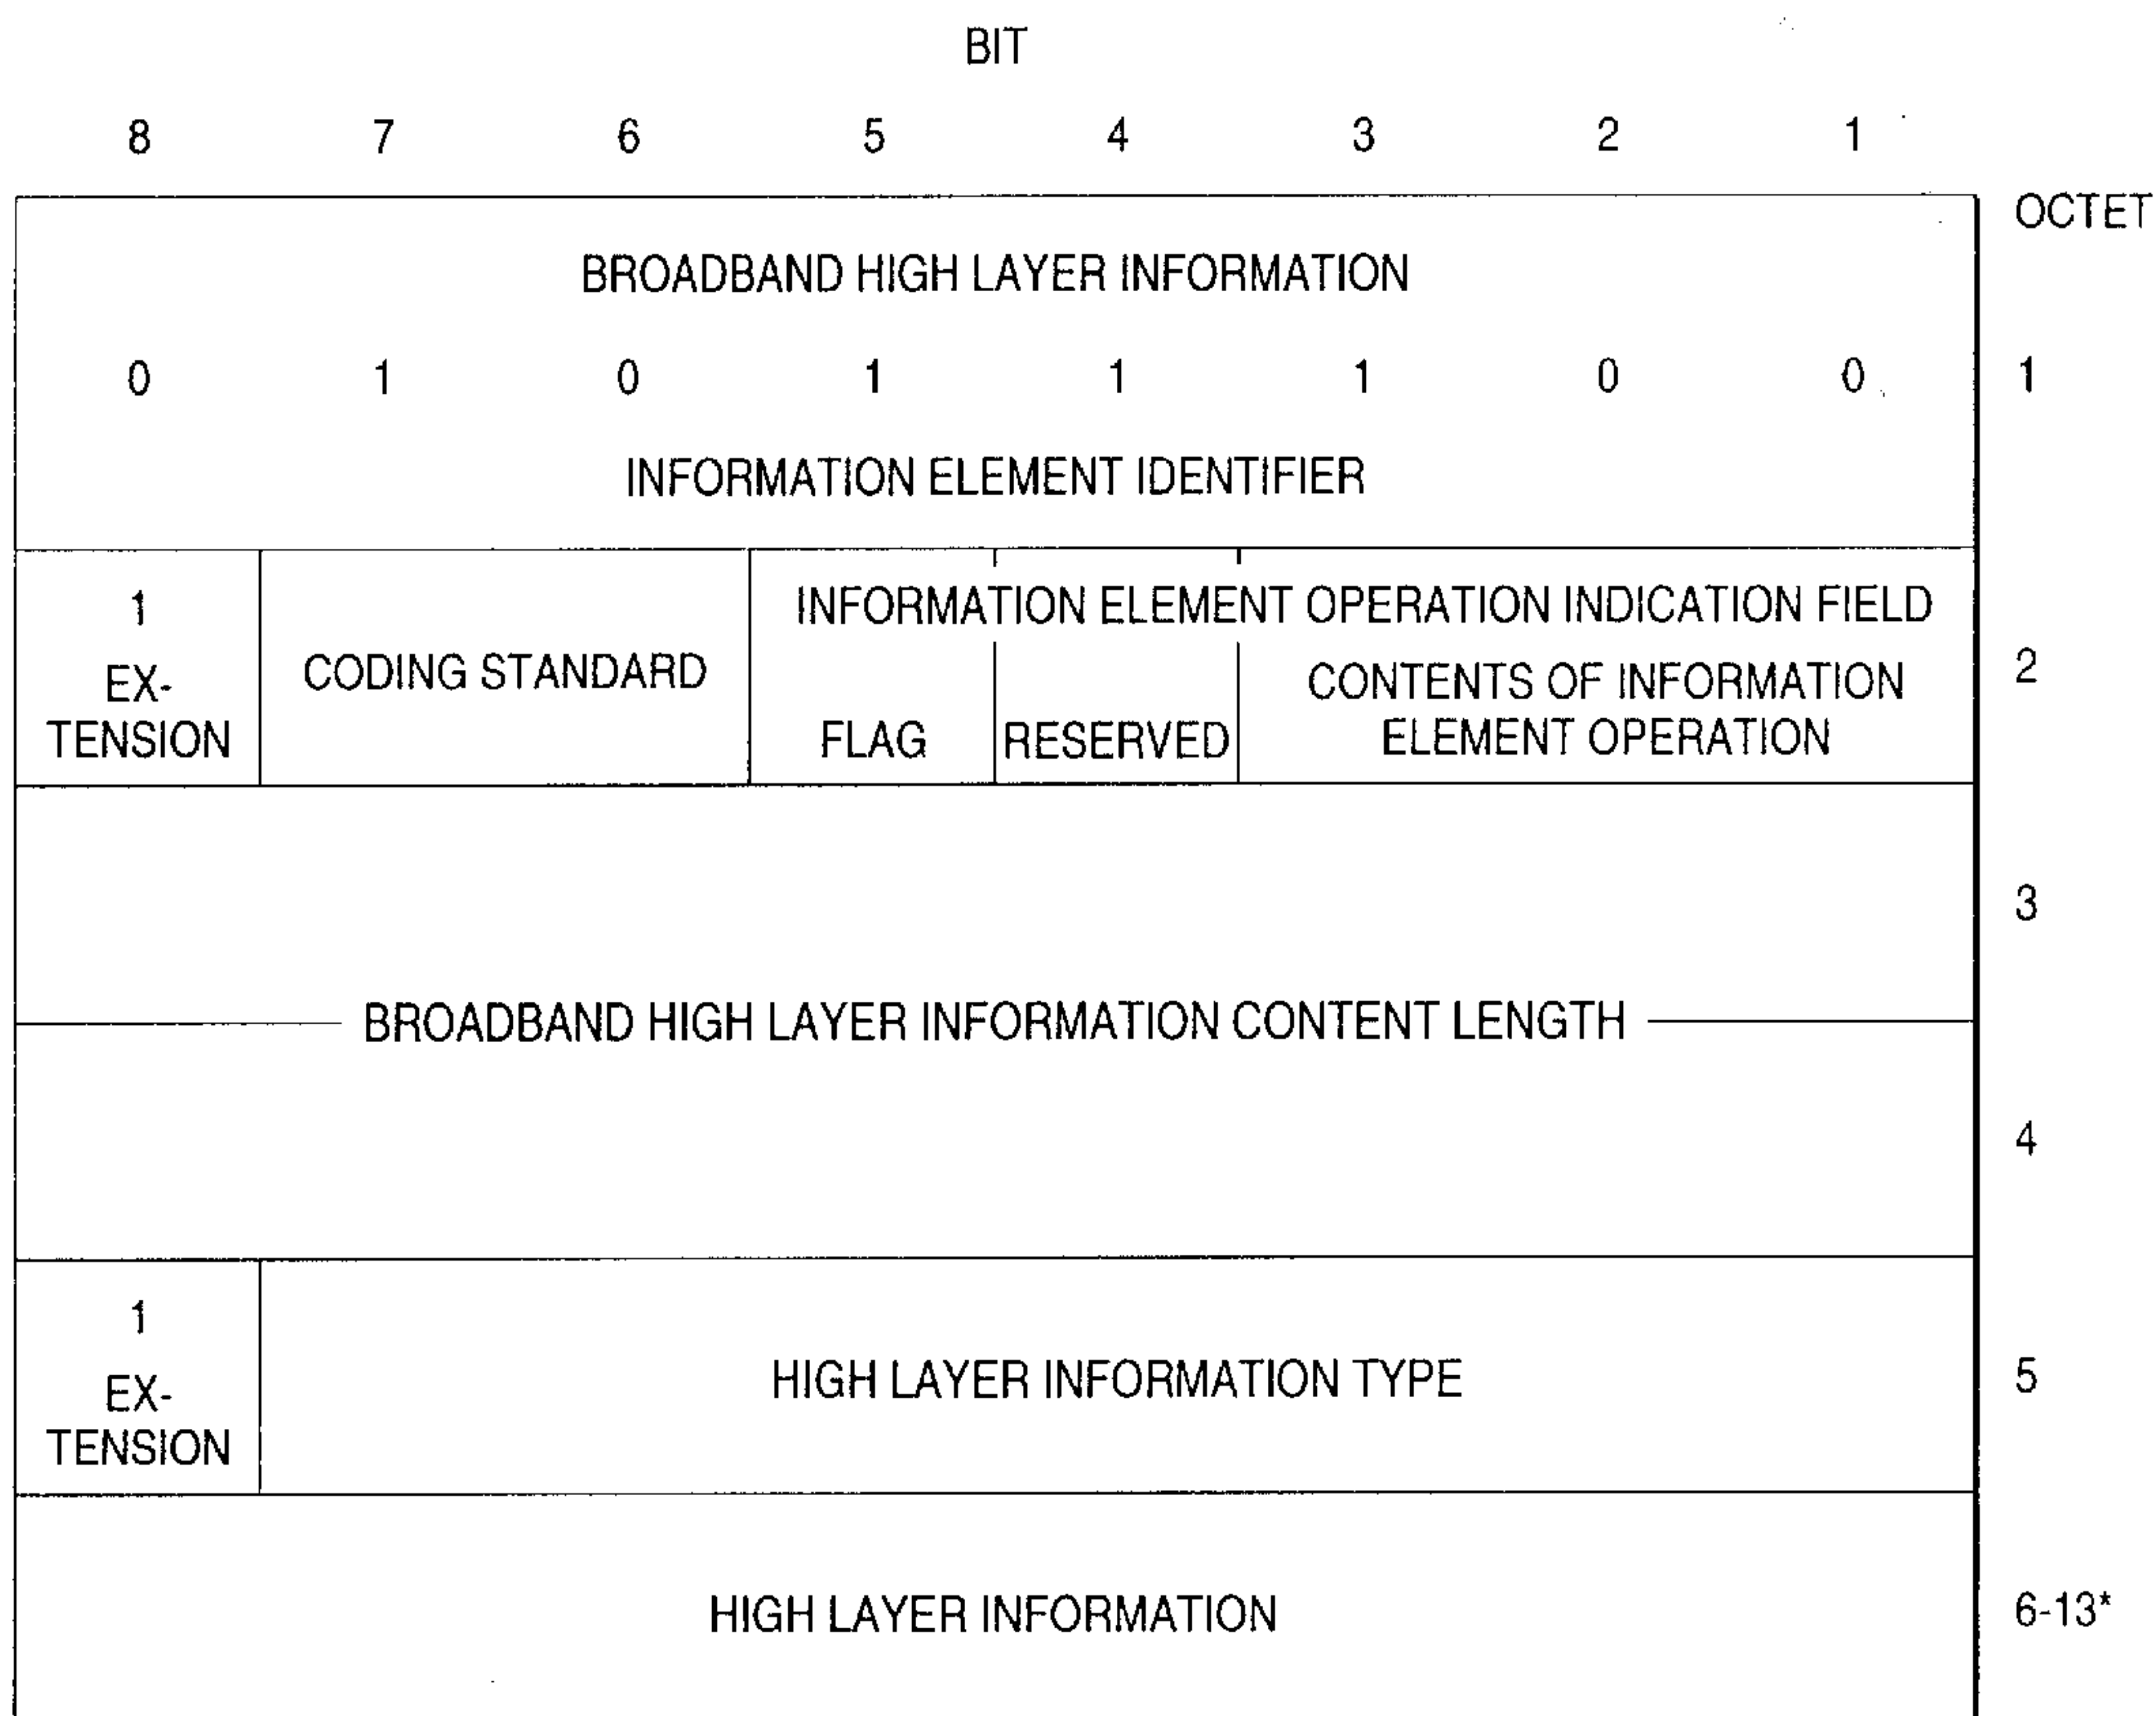 BIT
8 7 6 5 4 3 2 1
OCTET
BROADBAND HIGH LAYER INFORMATION
0 1 0 1 1 1 0 0 1
INFORMATION ELEMENT IDENTIFIER
1 INFORMATION ELEMENT OPERATION INDICATION FIELD
EX- CODING STANDARD CONTENTS OF INFORMATION 2
TENSION FLAG RESERVED ELEMENT OPERATION
3
BROADBAND HIGH LAYER INFORMATION CONTENT LENGTH
4
1
EX- HIGH LAYER INFORMATION TYPE 5
TENSION
HIGH LAYER INFORMATION 6-13*